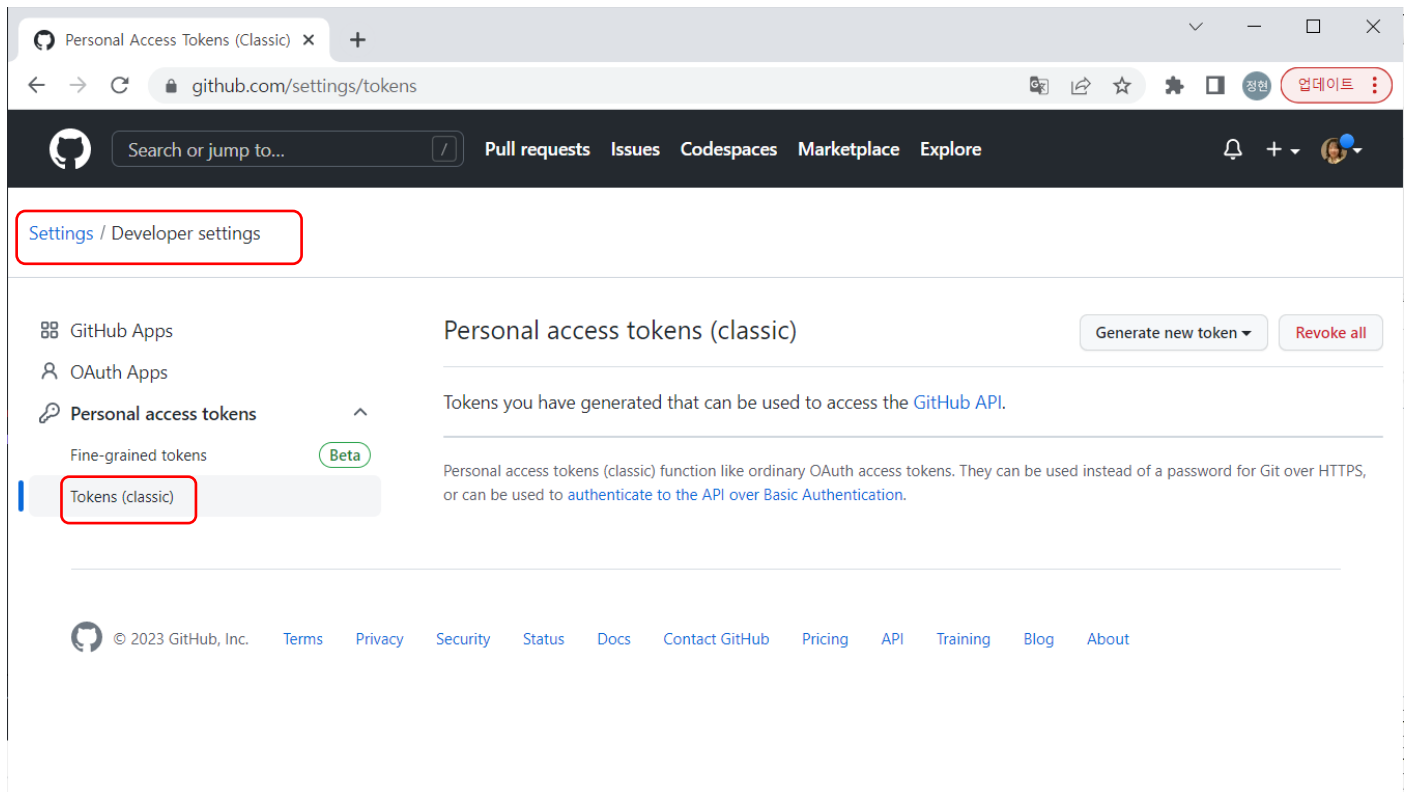 Personal Access Tokens (Classic)
github.com/settings/tokens
정현
업데이트
Search or jump to...
/
Pull requests Issues Codespaces Marketplace Explore
Settings / Developer settings
GitHub Apps
OAuth Apps
Personal access tokens
Fine-grained tokens Beta
Tokens (classic)
Personal access tokens (classic)
Generate new token
Revoke all
Tokens you have generated that can be used to access the GitHub API.
Personal access tokens (classic) function like ordinary OAuth access tokens. They can be used instead of a password for Git over HTTPS,
or can be used to authenticate to the API over Basic Authentication.
© 2023 GitHub, Inc. Terms Privacy Security Status Docs Contact GitHub Pricing API Training Blog About